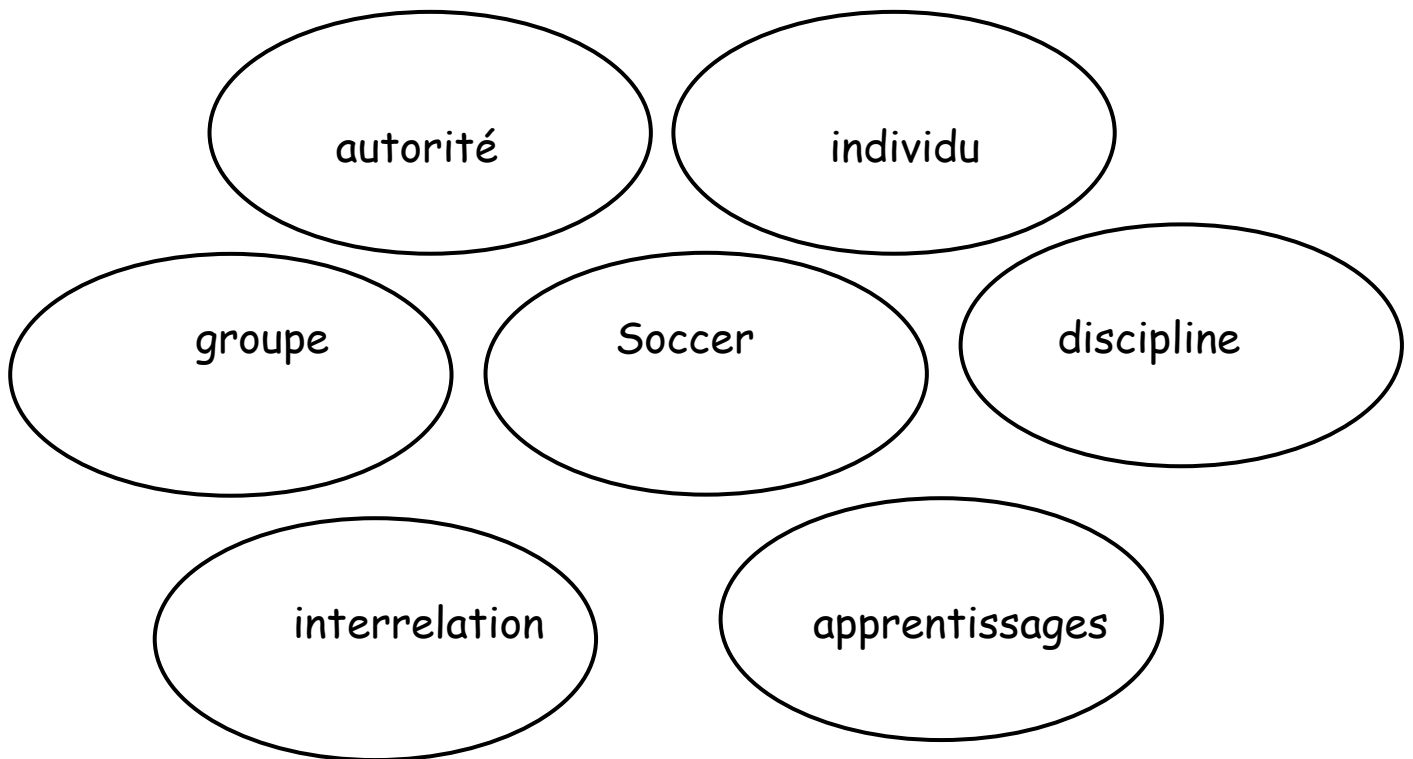 autorité
individu
groupe
Soccer
discipline
interrelation
apprentissages